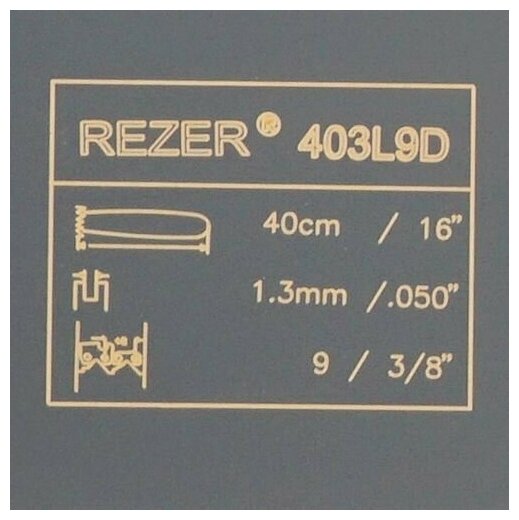 REZER® 403L9D
40cm / 16"
1.3mm / .050"
9 / 3/8"